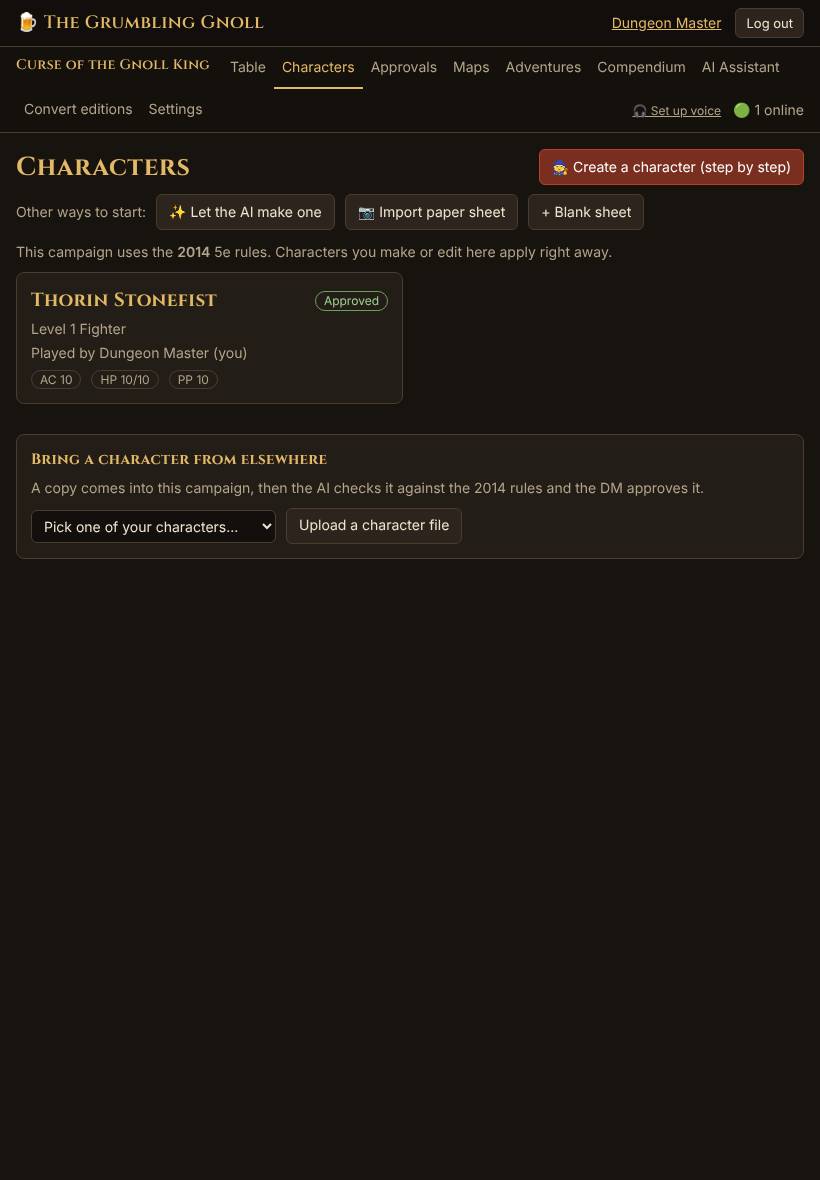 🍺 The Grumbling Gnoll
Dungeon Master
Log out
Curse of the Gnoll King
Table
Characters
Approvals
Maps
Adventures
Compendium
AI Assistant
Convert editions
Settings
🎧 Set up voice
🟢 1 online
Characters
🧙 Create a character (step by step)
Other ways to start:
✨ Let the AI make one
📷 Import paper sheet
+ Blank sheet
This campaign uses the 2014 5e rules. Characters you make or edit here apply right away.
Thorin Stonefist
Approved
Level 1 Fighter
Played by Dungeon Master (you)
AC 10
HP 10/10
PP 10
Bring a character from elsewhere
A copy comes into this campaign, then the AI checks it against the 2014 rules and the DM approves it.
Pick one of your characters...
Upload a character file